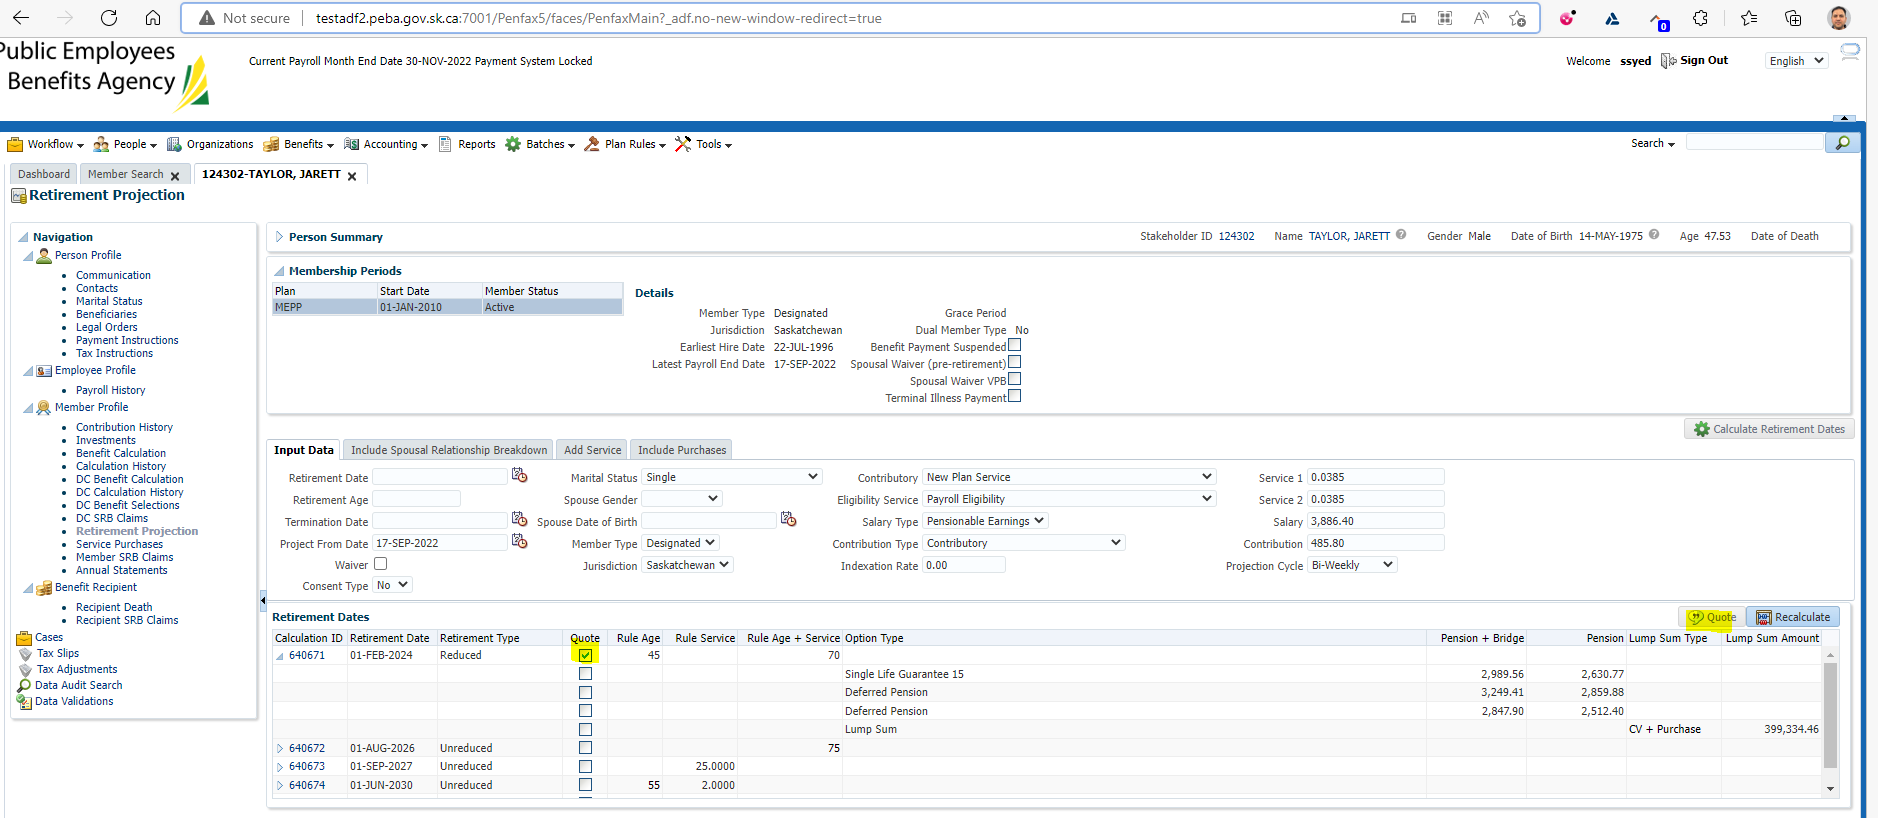 Not secure testadf2.peba.gov.sk.ca:7001/Penfax5/faces/PenfaxMain?_adf.no-new-window-redirect=true 0
Public Employees
Benefits Agency
Current Payroll Month End Date 30-NOV-2022 Payment System Locked
Welcome ssyed Sign Out English
Workflow People Organizations Benefits Accounting Reports Batches Plan Rules Tools Search
Dashboard Member Search 124302-TAYLOR, JARETT
Retirement Projection
Navigation
Person Profile
Communication
Contacts
Marital Status
Beneficiaries
Legal Orders
Payment Instructions
Tax Instructions
Employee Profile
Payroll History
Member Profile
Contribution History
Investments
Benefit Calculation
Calculation History
DC Benefit Calculation
DC Calculation History
DC Benefit Selections
DC SRB Claims
Retirement Projection
Service Purchases
Member SRB Claims
Annual Statements
Benefit Recipient
Recipient Death
Recipient SRB Claims
Cases
Tax Slips
Tax Adjustments
Data Audit Search
Data Validations
Person Summary Stakeholder ID 124302 Name TAYLOR, JARETT Gender Male Date of Birth 14-MAY-1975 Age 47.53 Date of Death
Membership Periods
Plan Start Date Member Status
MEPP 01-JAN-2010 Active
Details
Member Type Designated Grace Period
Jurisdiction Saskatchewan Dual Member Type No
Earliest Hire Date 22-JUL-1996 Benefit Payment Suspended
Latest Payroll End Date 17-SEP-2022 Spousal Waiver (pre-retirement)
Spousal Waiver VPB
Terminal Illness Payment
Calculate Retirement Dates
Input Data Include Spousal Relationship Breakdown Add Service Include Purchases
Retirement Date Marital Status Single Contributory New Plan Service Service 1 0.0385
Retirement Age Spouse Gender Eligibility Service Payroll Eligibility Service 2 0.0385
Termination Date Spouse Date of Birth Salary Type Pensionable Earnings Salary 3,886.40
Project From Date 17-SEP-2022 Member Type Designated Contribution Type Contributory Contribution 485.80
Waiver Jurisdiction Saskatchewan Indexation Rate 0.00 Projection Cycle Bi-Weekly
Consent Type No
Retirement Dates Quote Recalculate
Calculation ID Retirement Date Retirement Type Quote Rule Age Rule Service Rule Age + Service Option Type Pension + Bridge Pension Lump Sum Type Lump Sum Amount
640671 01-FEB-2024 Reduced 45 70
Single Life Guarantee 15 2,989.56 2,630.77
Deferred Pension 3,249.41 2,859.88
Deferred Pension 2,847.90 2,512.40
Lump Sum CV + Purchase 399,334.46
640672 01-AUG-2026 Unreduced 75
640673 01-SEP-2027 Unreduced 25.0000
640674 01-JUN-2030 Unreduced 55 2.0000